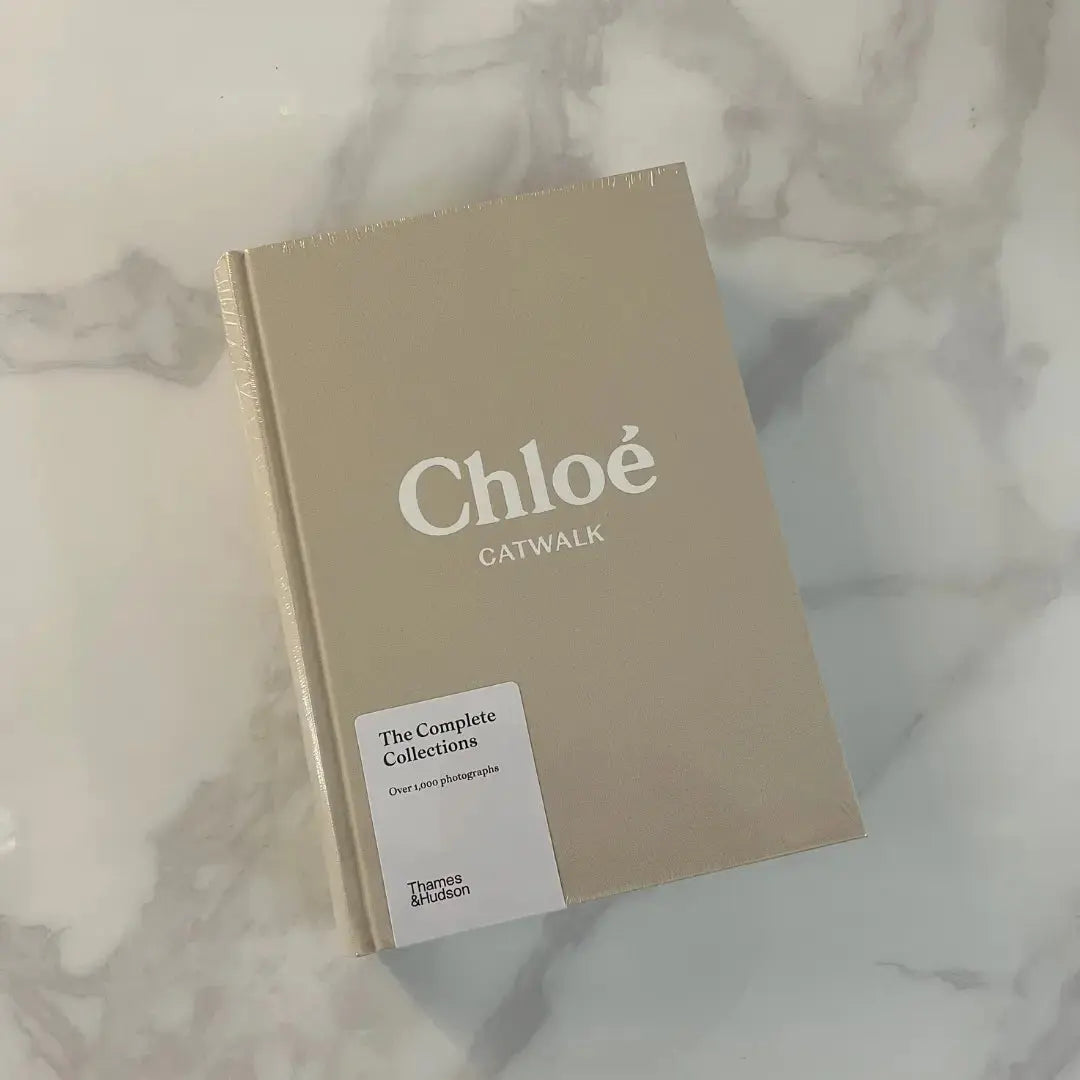 Chloé
CATWALK
The Complete
Collections
Over 1,000 photographs
Thames
&Hudson